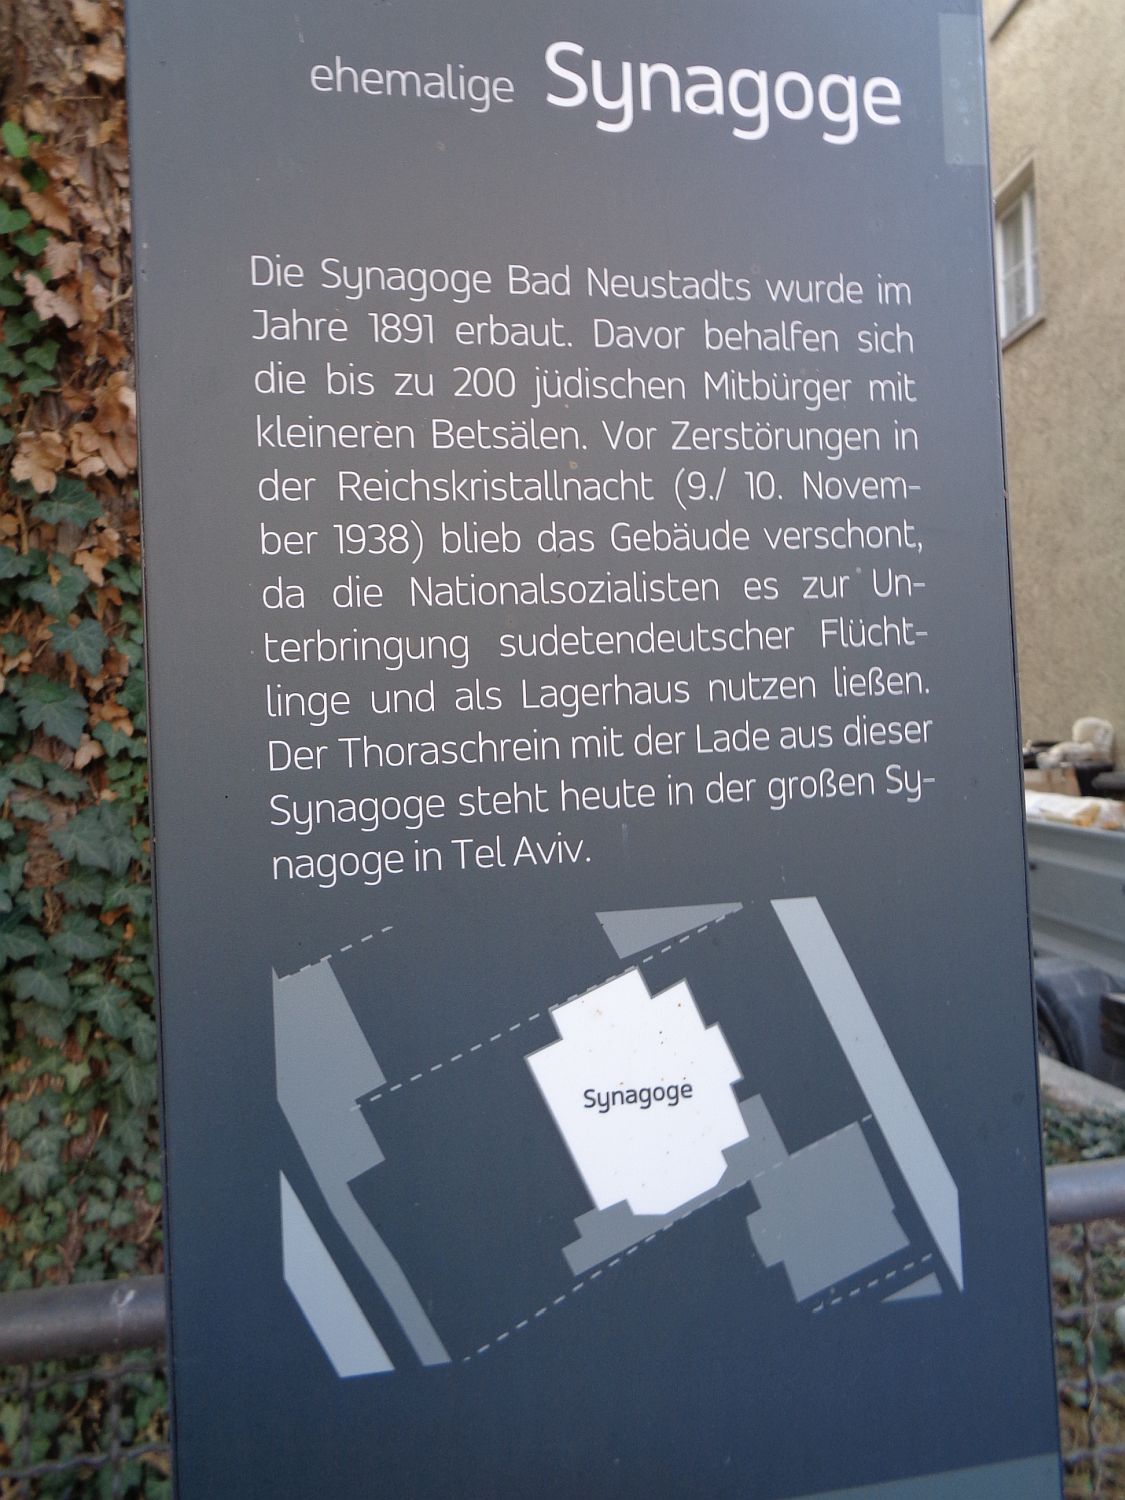 ehemalige Synagoge
Die Synagoge Bad Neustadts wurde im
Jahre 1891 erbaut. Davor behalfen sich
die bis zu 200 jüdischen Mitbürger mit
kleineren Betsälen. Vor Zerstörungen in
der Reichskristallnacht (9./ 10. Novem-
ber 1938) blieb das Gebäude verschont,
da die Nationalsozialisten es zur Un-
terbringung sudetendeutscher Flücht-
linge und als Lagerhaus nutzen ließen.
Der Thoraschrein mit der Lade aus dieser
Synagoge steht heute in der großen Sy-
nagoge in Tel Aviv.
Synagoge